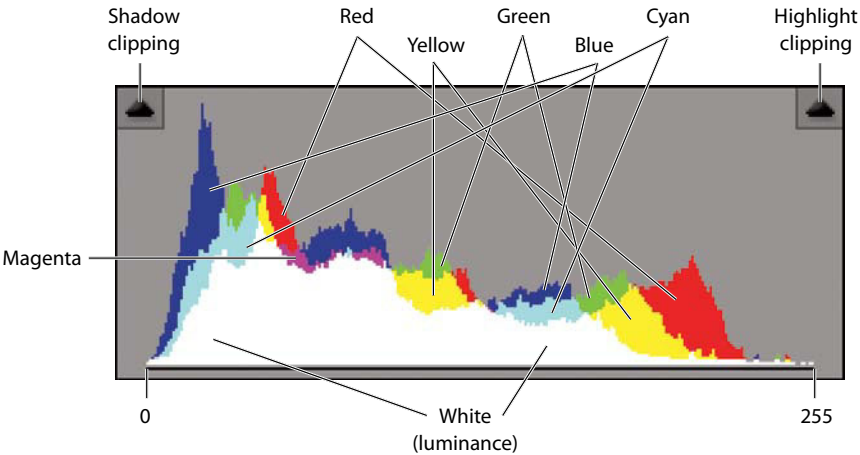 Shadow
clipping
Red
Yellow
Green
Blue
Cyan
Highlight
clipping
Magenta
0
White
(luminance)
255